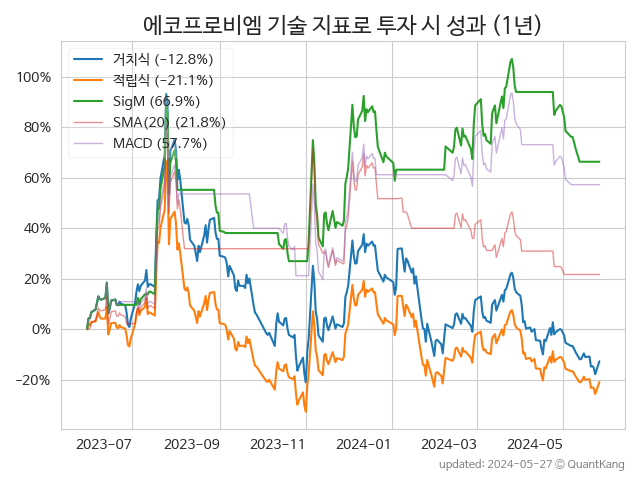 에코프로비엠 기술 지표로 투자 시 성과 (1년)
거치식 (-12.8%)
적립식 (-21.1%)
SigM (66.9%)
SMA(20) (21.8%)
MACD (57.7%)
100%
80%
60%
40%
20%
0%
-20%
2023-07 2023-09 2023-11 2024-01 2024-03 2024-05
updated: 2024-05-27 © QuantKang